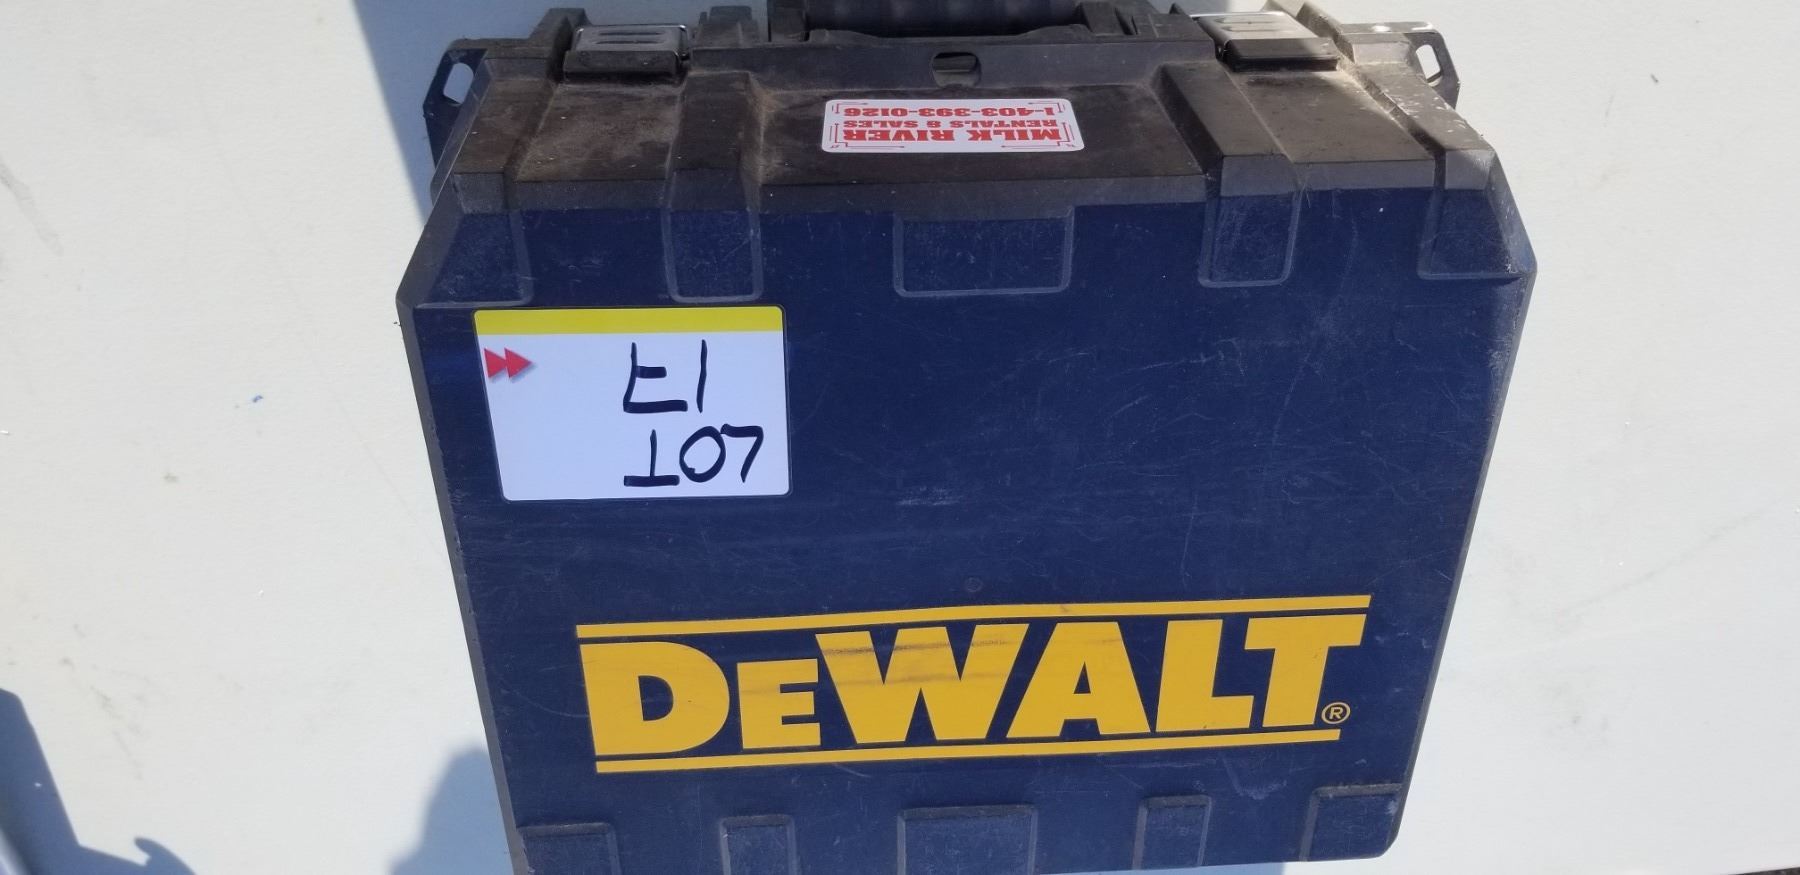 MILK RIVER
RENTALS & SALES
1-403-393-0126
LOT
17
DEWALT®